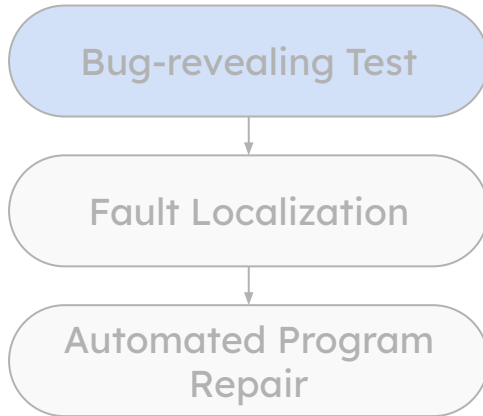 Bug-revealing Test
Fault Localization
Automated Program
Repair